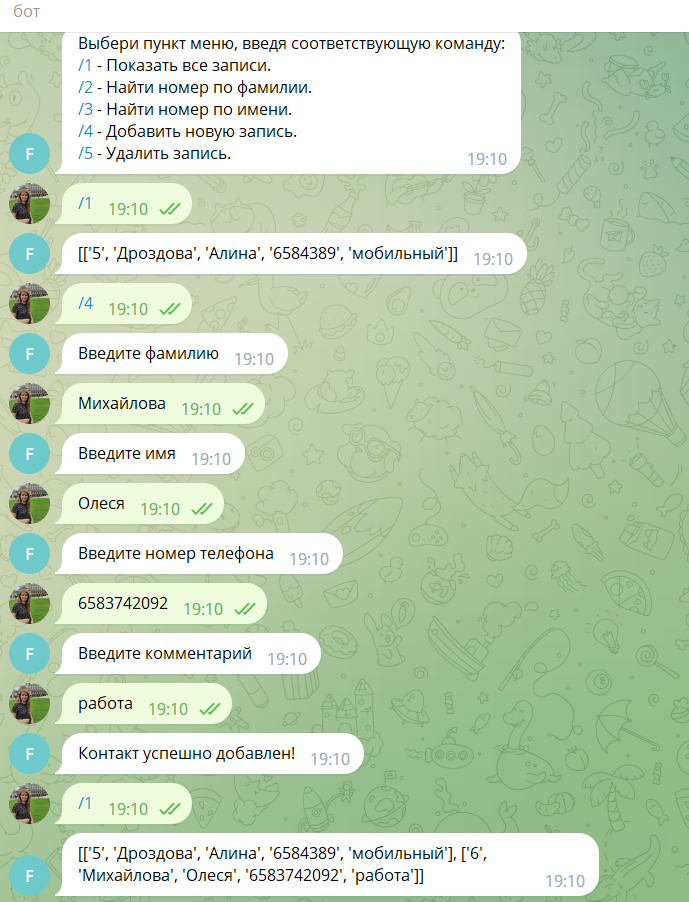 бот
Выбери пункт меню, введя соответствующую команду:
/1 - Показать все записи.
/2 - Найти номер по фамилии.
/3 - Найти номер по имени.
/4 - Добавить новую запись.
/5 - Удалить запись.
19:10
F
/1 19:10
F
[['5', 'Дроздова', 'Алина', '6584389', 'мобильный']] 19:10
/4 19:10
F
Введите фамилию 19:10
Михайлова 19:10
F
Введите имя 19:10
Олеся 19:10
F
Введите номер телефона 19:10
6583742092 19:10
F
Введите комментарий 19:10
работа 19:10
F
Контакт успешно добавлен! 19:10
/1 19:10
[['5', 'Дроздова', 'Алина', '6584389', 'мобильный'], ['6',
'Михайлова', 'Олеся', '6583742092', 'работа']]
19:10
F